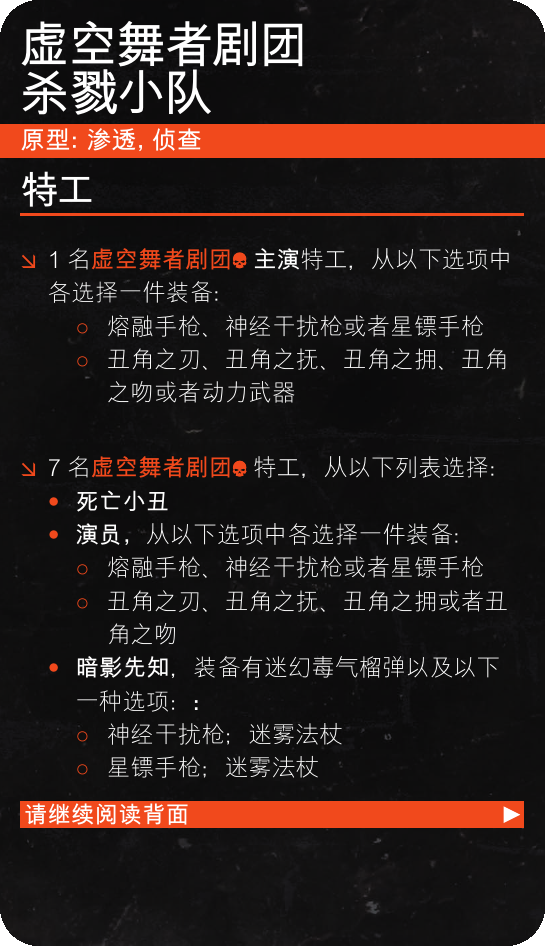 虚空舞者剧团
杀戮小队
原型: 渗透, 侦查
特工
1 名虚空舞者剧团 主演特工，从以下选项中
各选择一件装备:
熔融手枪、神经干扰枪或者星镖手枪
丑角之刃、丑角之抚、丑角之拥、丑角
之吻或者动力武器
7 名虚空舞者剧团 特工，从以下列表选择:
死亡小丑
演员，从以下选项中各选择一件装备:
熔融手枪、神经干扰枪或者星镖手枪
丑角之刃、丑角之抚、丑角之拥或者丑
角之吻
暗影先知，装备有迷幻毒气榴弹以及以下
一种选项: :
神经干扰枪；迷雾法杖
星镖手枪；迷雾法杖
请继续阅读背面